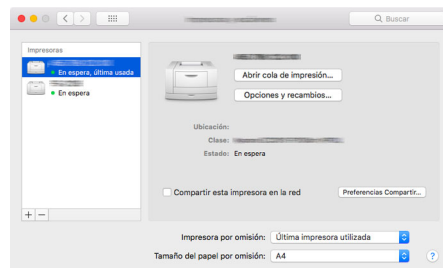 Buscar
Impresoras
En espera, última usada
En espera
Abrir cola de impresión...
Opciones y recambios...
Ubicación:
Clase:
Estado: En espera
Compartir esta impresora en la red
Preferencias Compartir...
+ −
Impresora por omisión: Última impresora utilizada
Tamaño del papel por omisión: A4
?